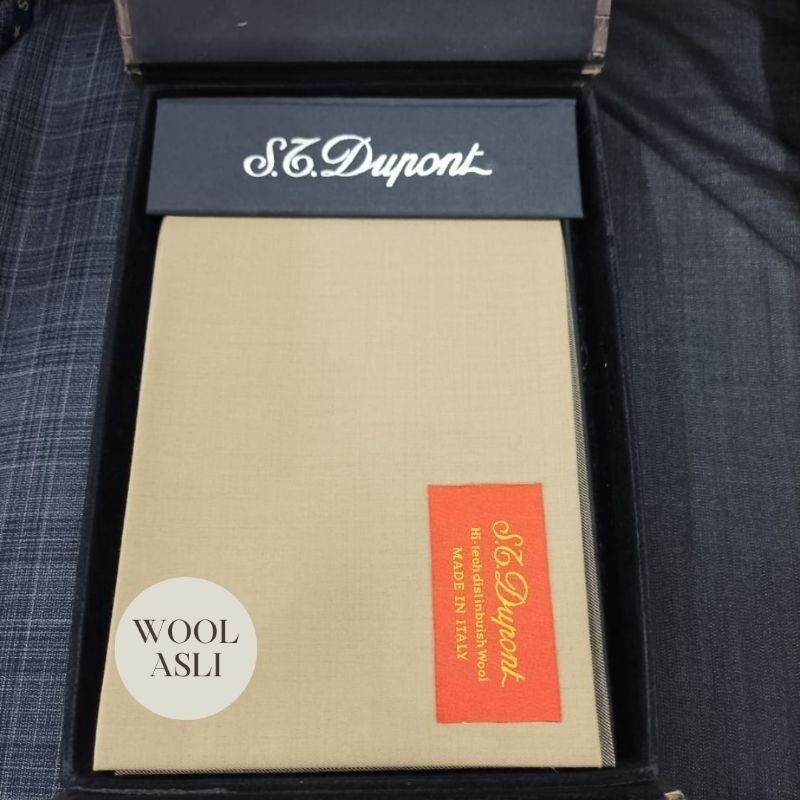 S.T. Dupont
S.T. Dupont
Hi-tech distinbuish Wool
MADE IN ITALY
WOOL
ASLI